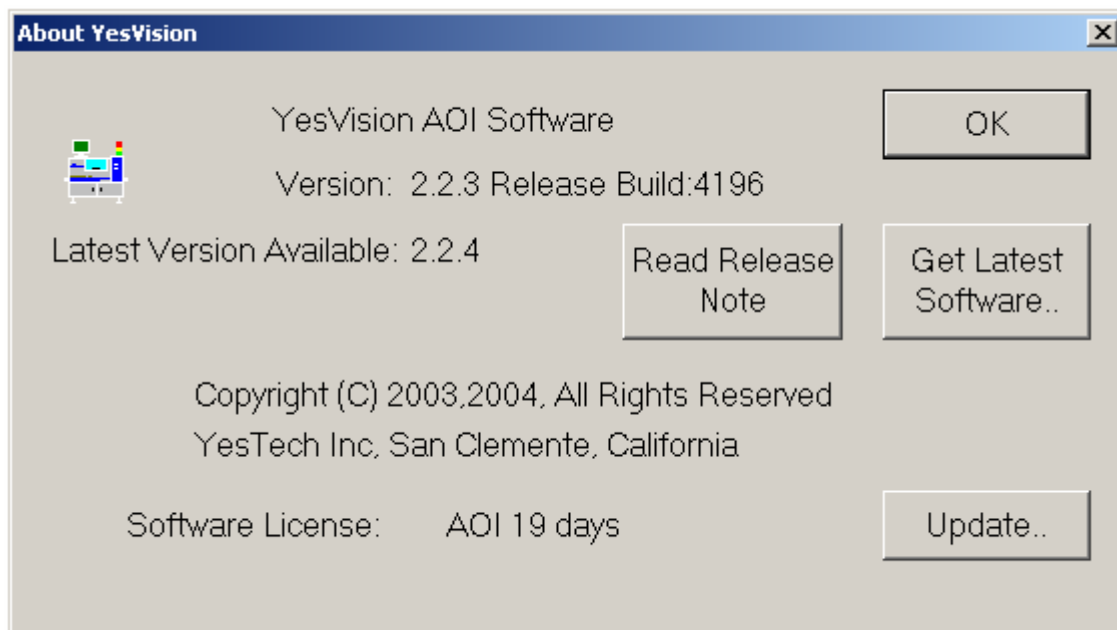 About YesVision
YesVision AOI Software
OK
Version: 2.2.3 Release Build:4196
Latest Version Available: 2.2.4
Read Release
Note
Get Latest
Software..
Copyright (C) 2003,2004, All Rights Reserved
YesTech Inc, San Clemente, California
Software License: AOI 19 days
Update..